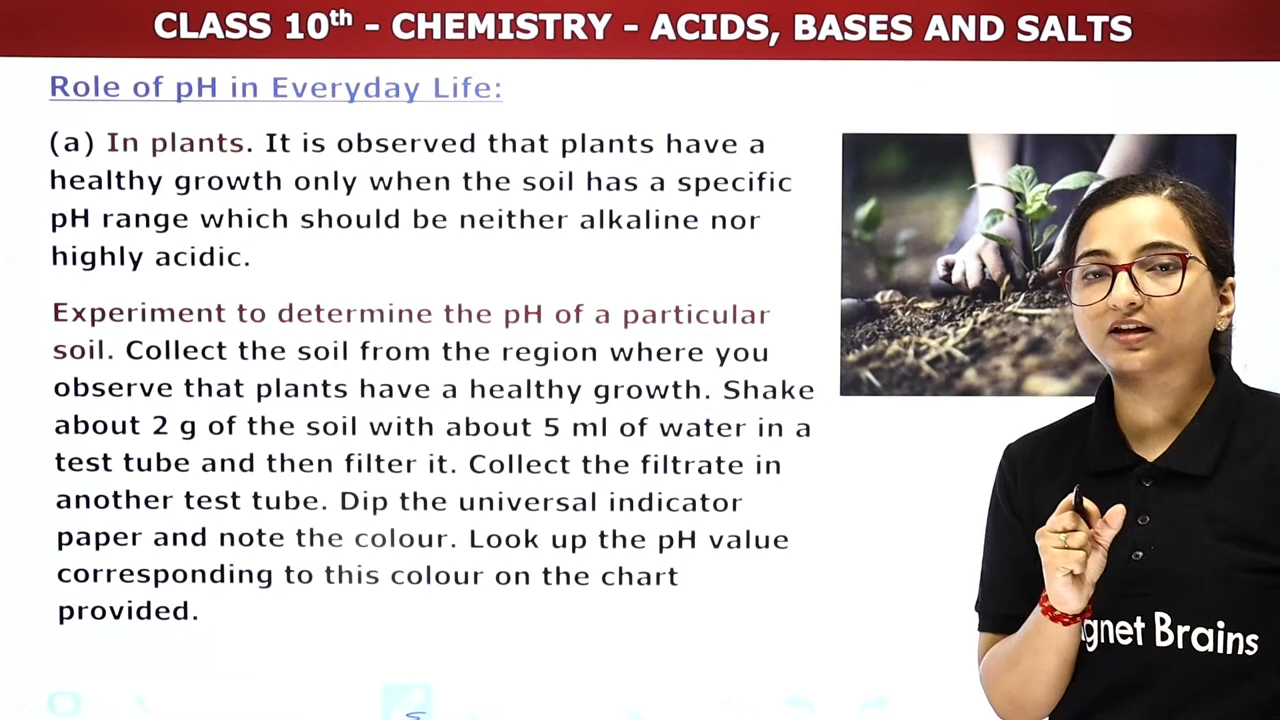 CLASS 10th - CHEMISTRY - ACIDS, BASES AND SALTS
Role of pH in Everyday Life:
(a) In plants. It is observed that plants have a
healthy growth only when the soil has a specific
pH range which should be neither alkaline nor
highly acidic.
Experiment to determine the pH of a particular
soil. Collect the soil from the region where you
observe that plants have a healthy growth. Shake
about 2 g of the soil with about 5 ml of water in a
test tube and then filter it. Collect the filtrate in
another test tube. Dip the universal indicator
paper and note the colour. Look up the pH value
corresponding to this colour on the chart
provided.
gnet Brains